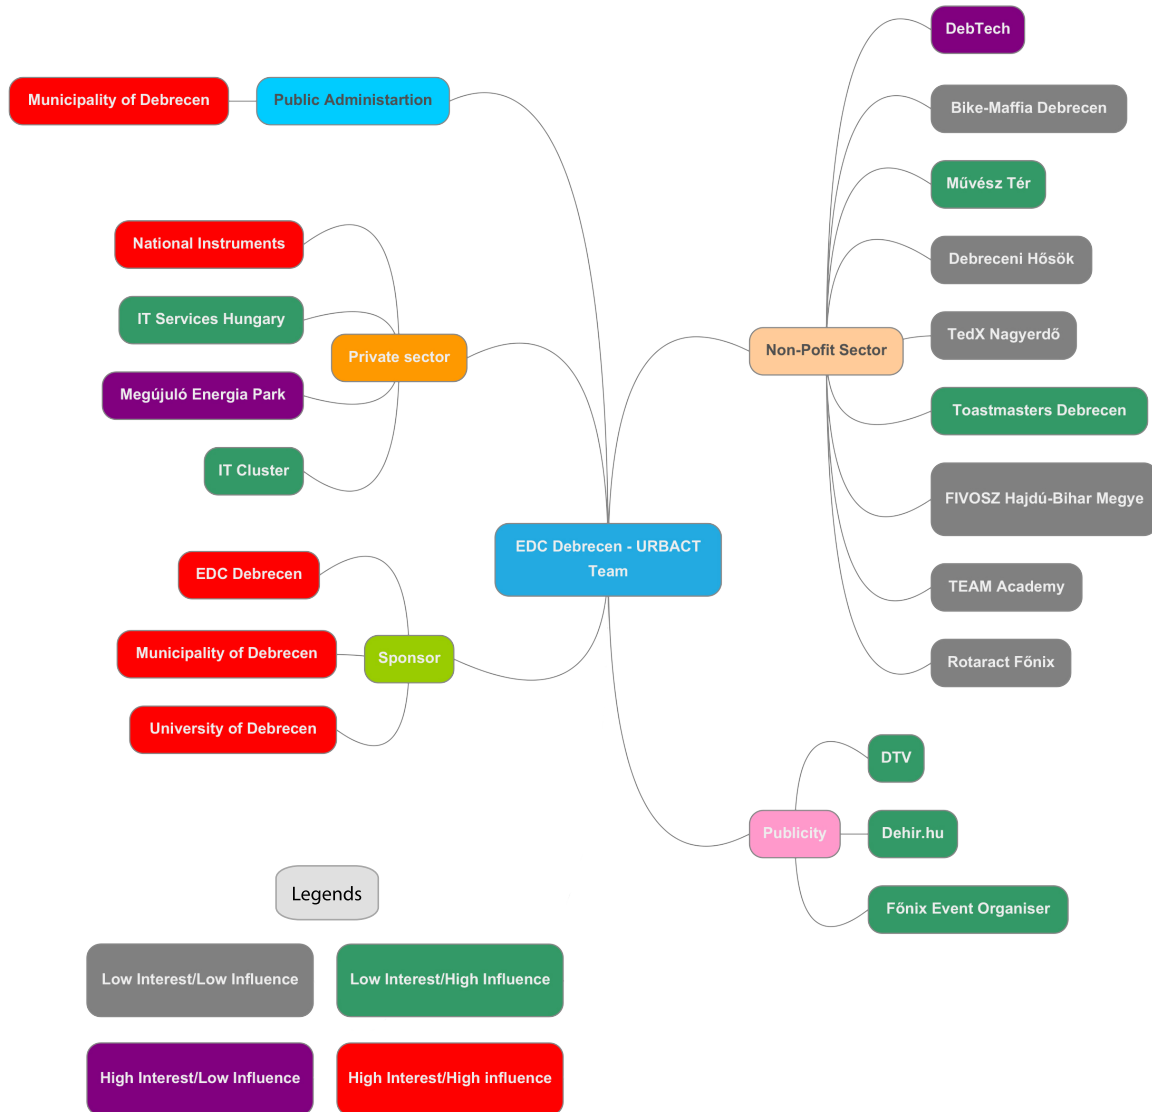 DebTech
Municipality of Debrecen
Public Administartion
Bike-Maffia Debrecen
Művész Tér
National Instruments
Debreceni Hősök
IT Services Hungary
TedX Nagyerdő
Private sector
Non-Pofit Sector
Megújuló Energia Park
Toastmasters Debrecen
IT Cluster
FIVOSZ Hajdú-Bihar Megye
EDC Debrecen - URBACT
Team
EDC Debrecen
TEAM Academy
Municipality of Debrecen
Sponsor
Rotaract Főnix
University of Debrecen
DTV
Publicity
Dehir.hu
Legends
Főnix Event Organiser
Low Interest/Low Influence
Low Interest/High Influence
High Interest/Low Influence
High Interest/High influence